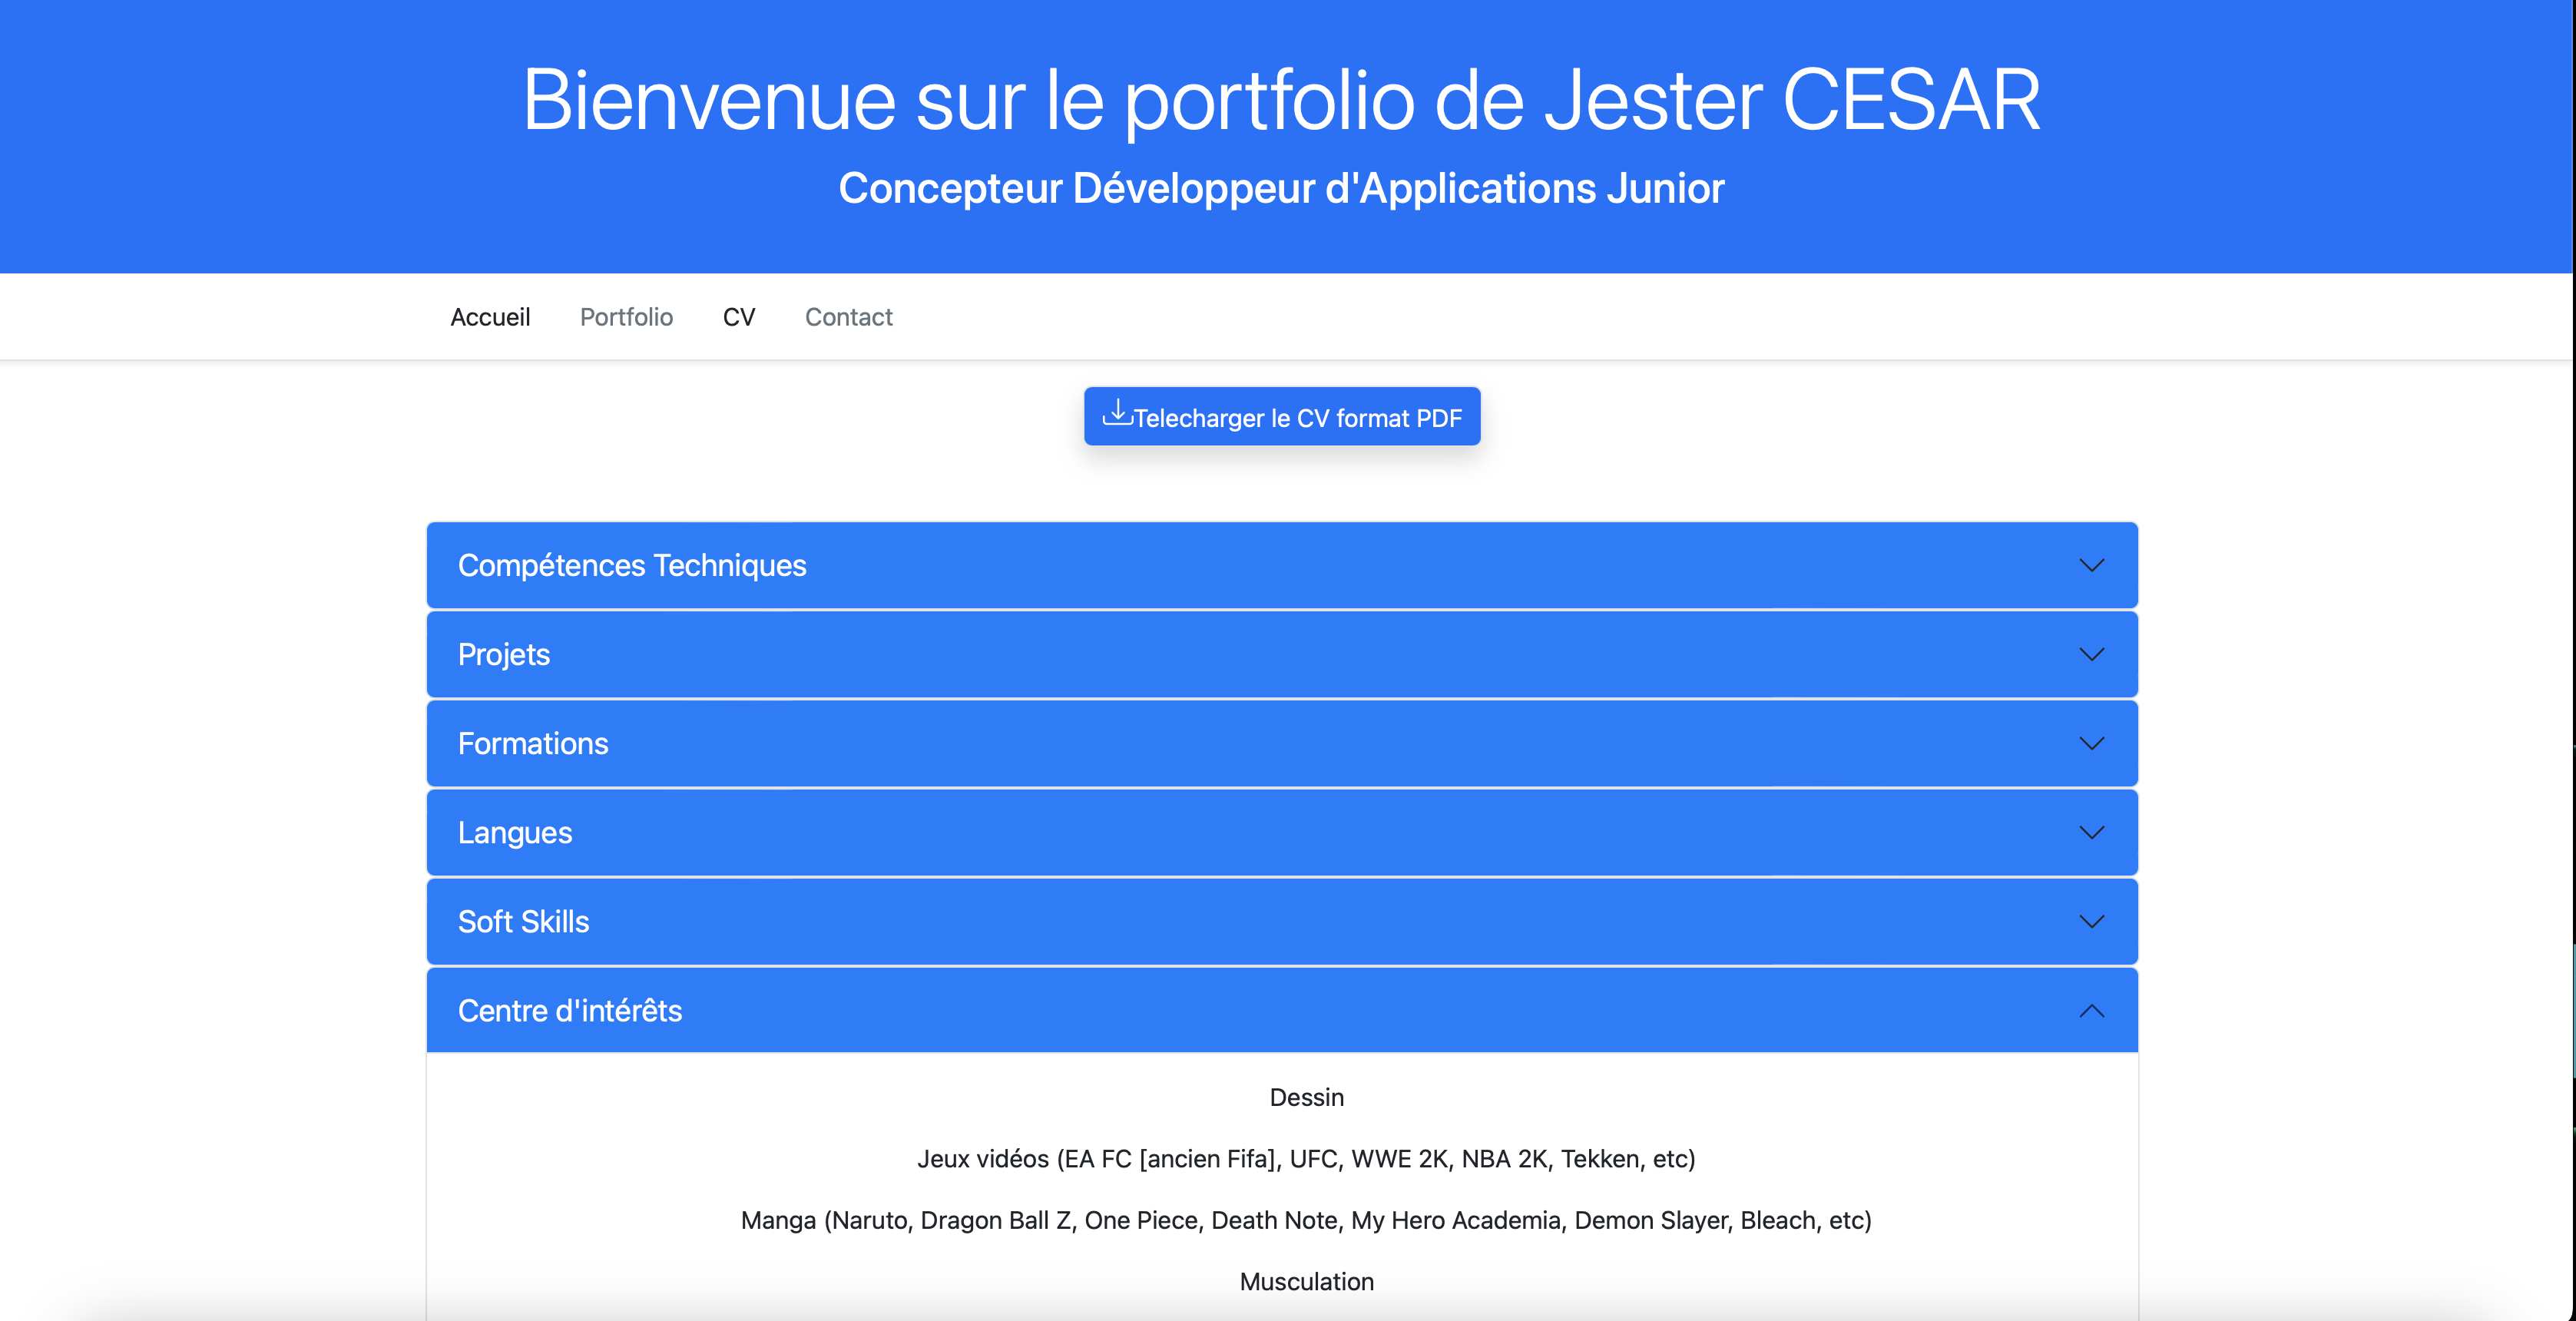 Bienvenue sur le portfolio de Jester CESAR
Concepteur Développeur d'Applications Junior
Accueil Portfolio CV Contact
Telecharger le CV format PDF
Compétences Techniques
Projets
Formations
Langues
Soft Skills
Centre d'intérêts
Dessin
Jeux vidéos (EA FC [ancien Fifa], UFC, WWE 2K, NBA 2K, Tekken, etc)
Manga (Naruto, Dragon Ball Z, One Piece, Death Note, My Hero Academia, Demon Slayer, Bleach, etc)
Musculation